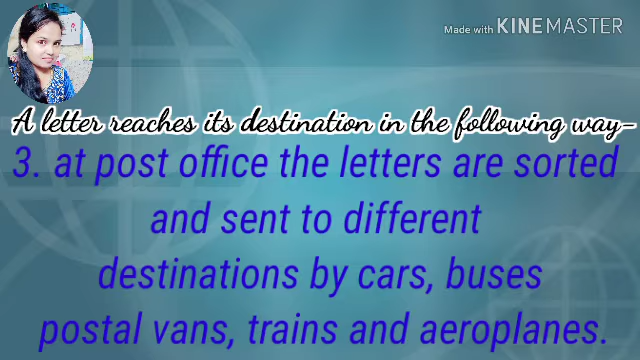 Made with KINEMASTER
A letter reaches its destination in the following way-
3. at post office the letters are sorted
and sent to different
destinations by cars, buses
postal vans, trains and aeroplanes.